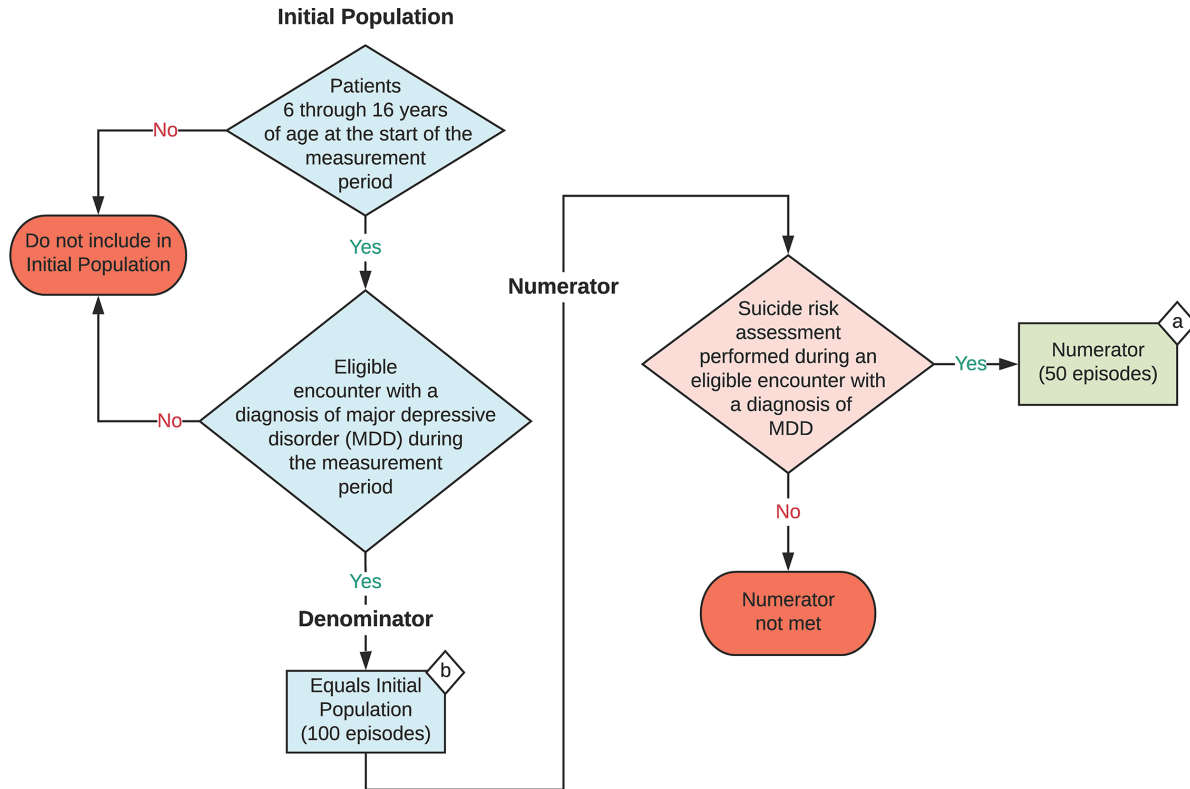 Initial Population
Patients
6 through 16 years
of age at the start of the
measurement
period
No
Do not include in
Initial Population
Yes
Eligible
encounter with a
diagnosis of major depressive
disorder (MDD) during
the measurement
period
No
Yes
Denominator
b
Equals Initial
Population
(100 episodes)
Numerator
Suicide risk
assessment
performed during an
eligible encounter with
a diagnosis of
MDD
Yes
a
Numerator
(50 episodes)
No
Numerator
not met